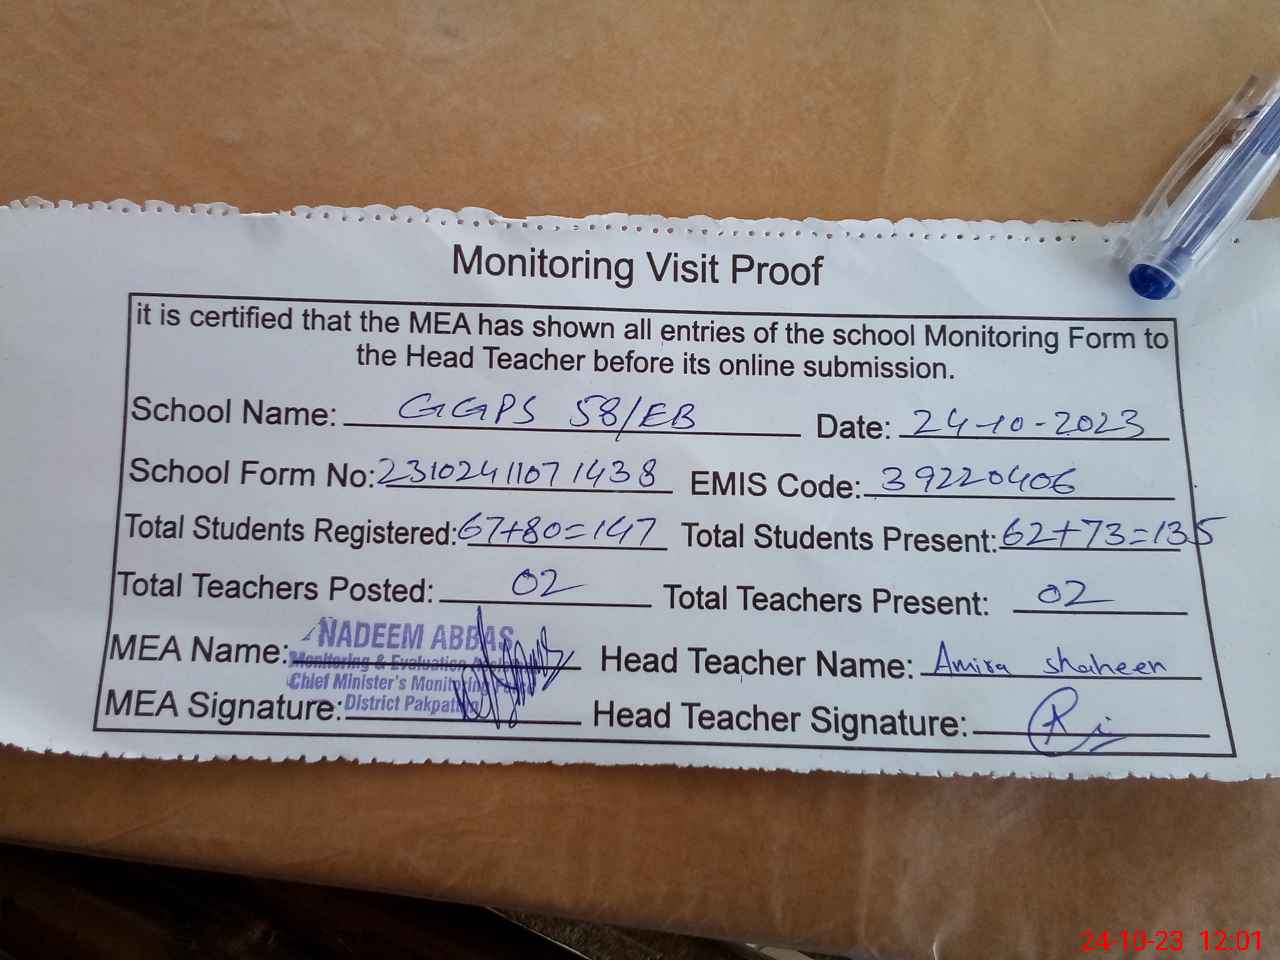 Monitoring Visit Proof
it is certified that the MEA has shown all entries of the school Monitoring Form to
the Head Teacher before its online submission.
School Name: GGPS 58/EB Date: 24-10-2023
School Form No: 23102411071438 EMIS Code: 39220406
Total Students Registered: 67+80=147 Total Students Present: 62+73=135
Total Teachers Posted: 02 Total Teachers Present: 02
MEA Name: NADEEM ABBAS Head Teacher Name: Amira shaheen
Monitoring & Evaluation
Chief Minister's Monitoring
MEA Signature: District Pakpattan Head Teacher Signature:
24-10-23 12:01